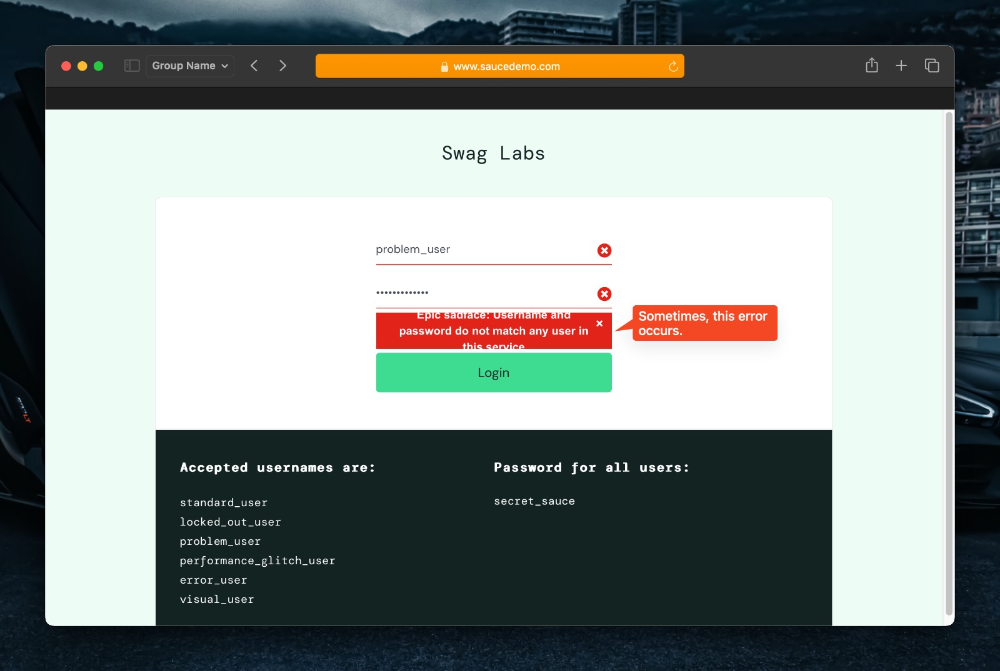 Group Name
www.saucedemo.com
Swag Labs
problem_user
•••••••••••••
Epic sadface: Username and
password do not match any user in
this service
Sometimes, this error
occurs.
Login
Accepted usernames are:
standard_user
locked_out_user
problem_user
performance_glitch_user
error_user
visual_user
Password for all users:
secret_sauce